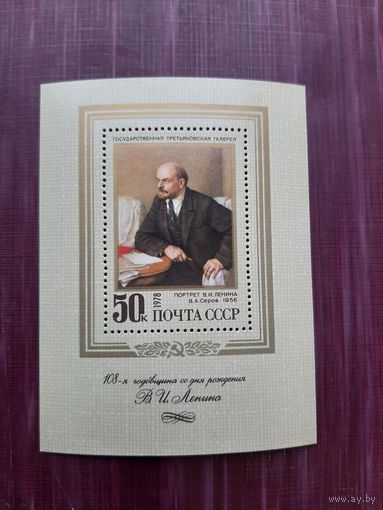 ГОСУДАРСТВЕННАЯ ТРЕТЬЯКОВСКАЯ ГАЛЕРЕЯ
ПОРТРЕТ В.И.ЛЕНИНА
В.А.Серов. 1956
50к 1978 ПОЧТА СССР
108-я годовщина со дня рождения
В. И. Ленина
www.ay.by